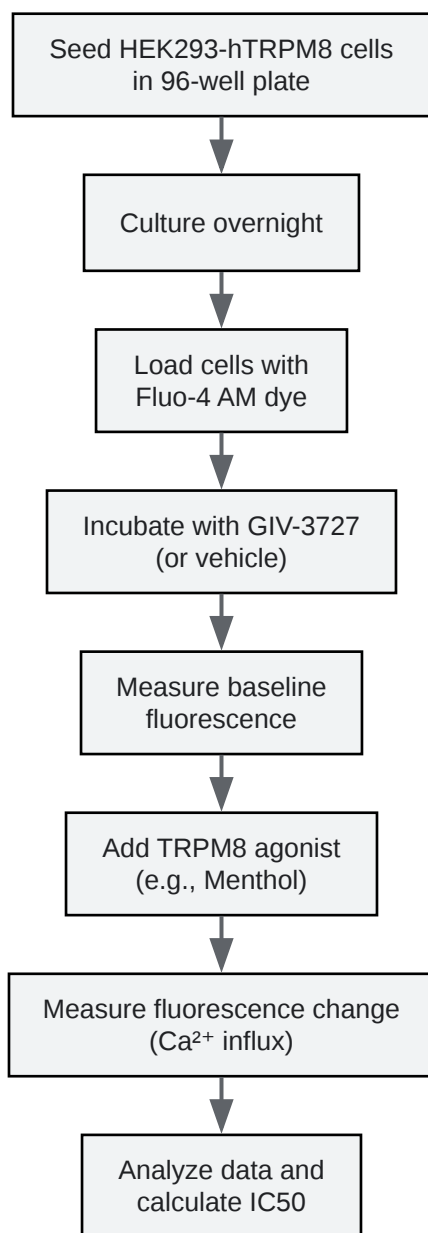 Seed HEK293-hTRPM8 cells
in 96-well plate
Culture overnight
Load cells with
Fluo-4 AM dye
Incubate with GIV-3727
(or vehicle)
Measure baseline
fluorescence
Add TRPM8 agonist
(e.g., Menthol)
Measure fluorescence change
(Ca²⁺ influx)
Analyze data and
calculate IC50